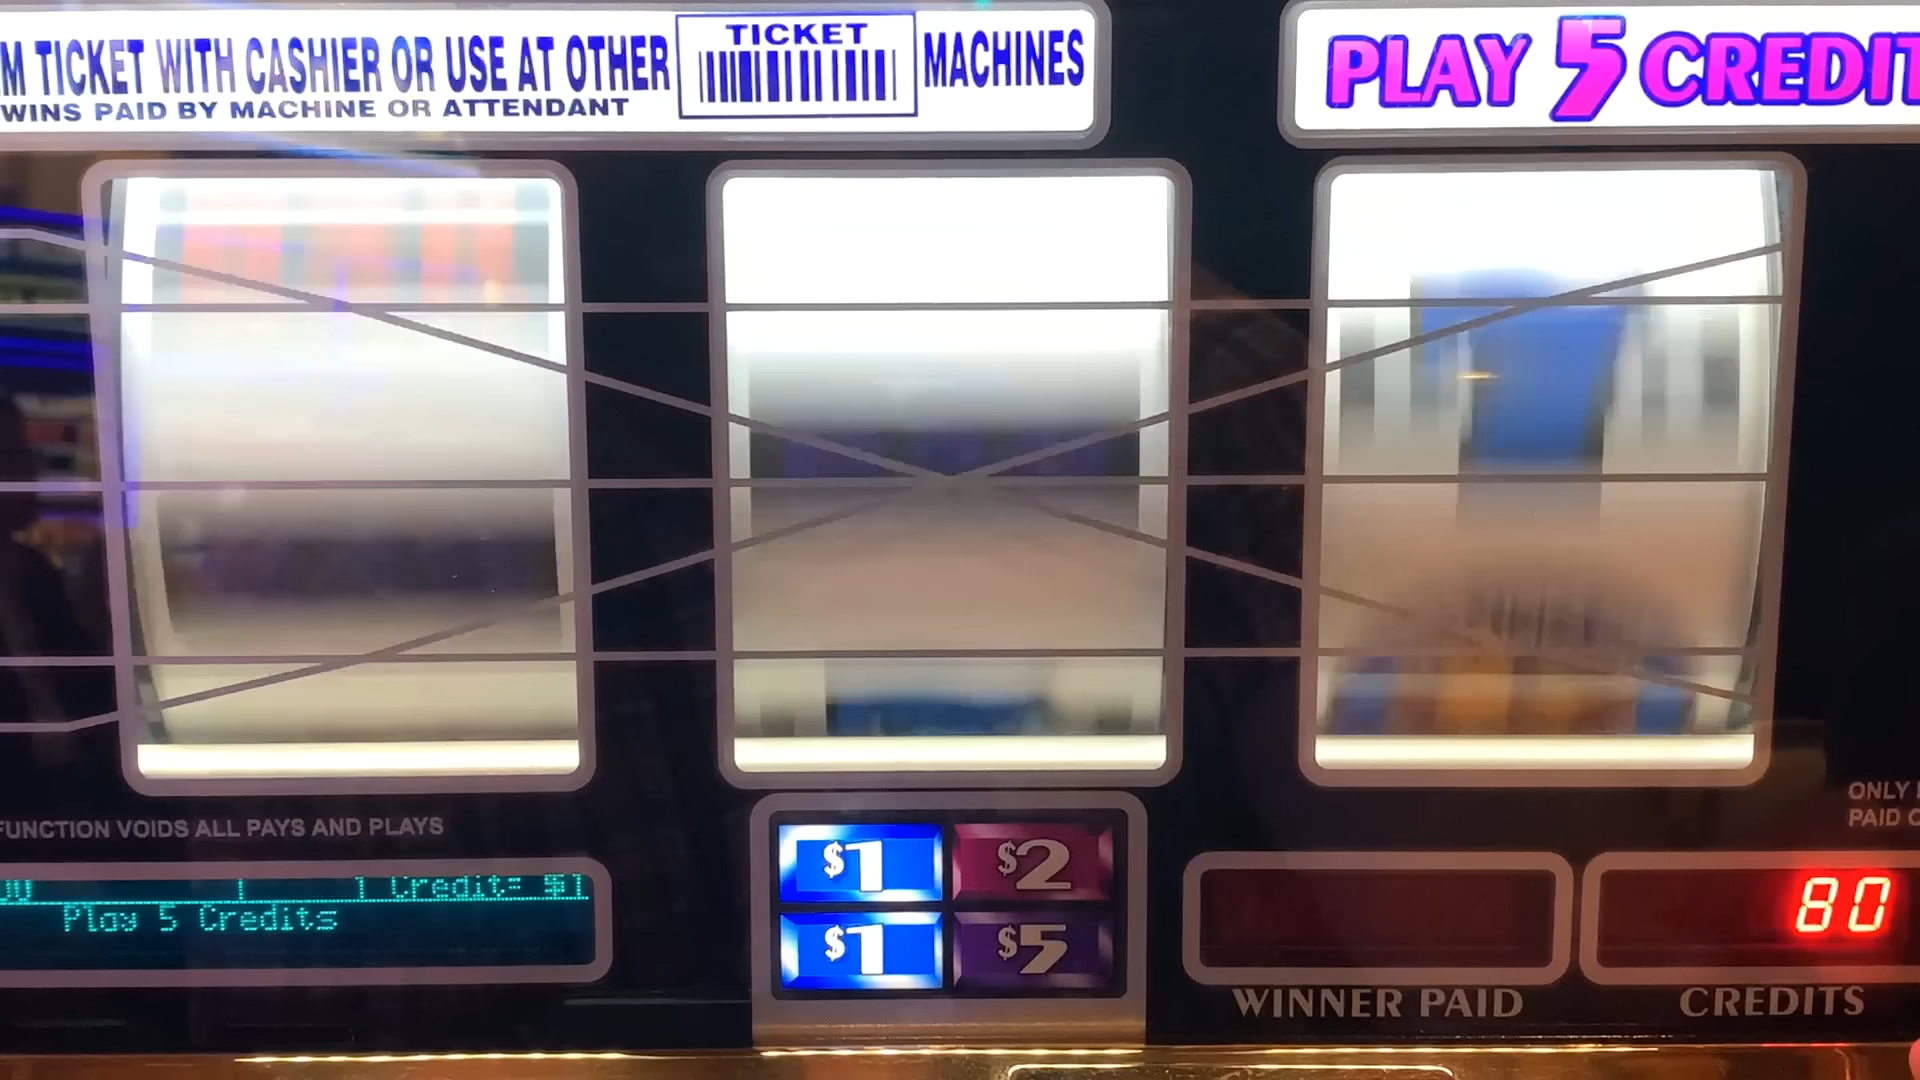 TICKET WITH CASHIER OR USE AT OTHER
TICKET
MACHINES
WINS PAID BY MACHINE OR ATTENDANT
PLAY 5 CREDIT
FUNCTION VOIDS ALL PAYS AND PLAYS
ONLY
PAID
1 Credit= $1
Play 5 Credits
$1
$2
$1
$5
80
WINNER PAID
CREDITS